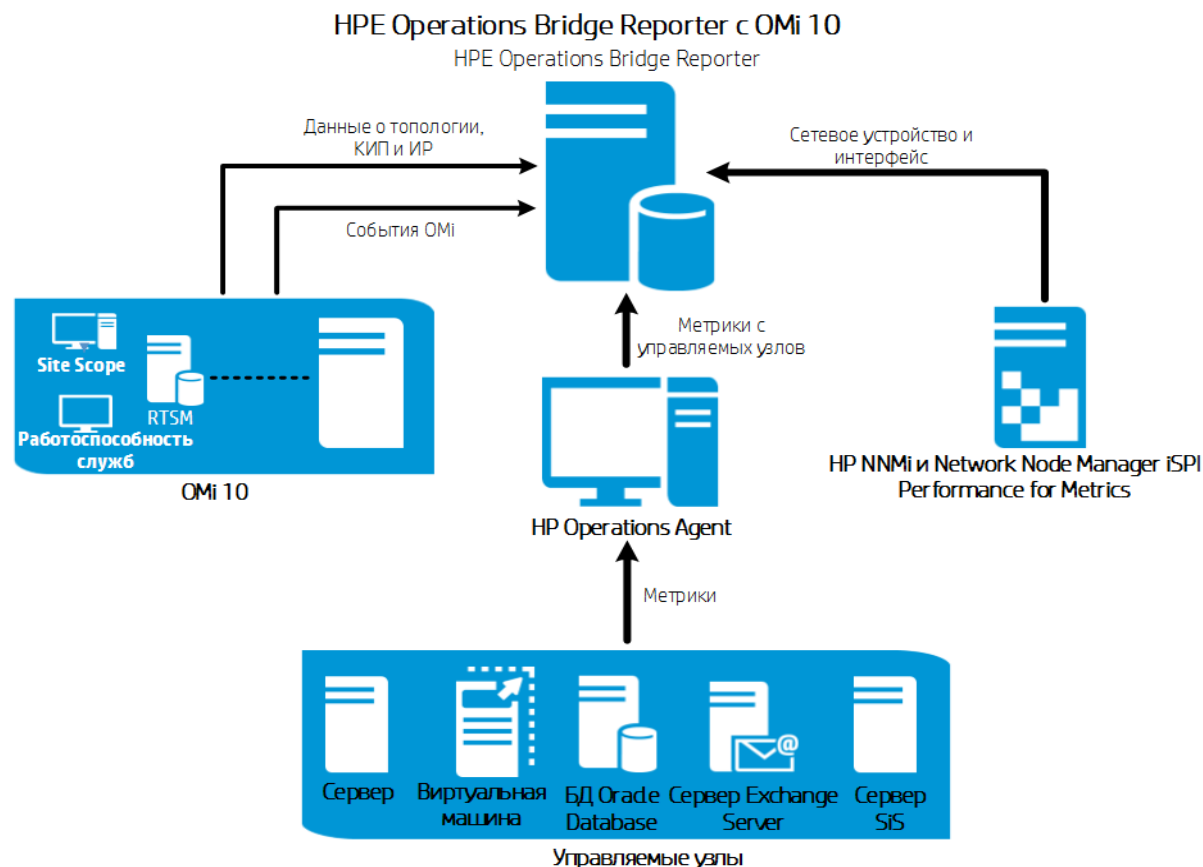 HPE Operations Bridge Reporter с OMi 10
HPE Operations Bridge Reporter
Данные о топологии,
КИП и ИР
Сетевое устройство и
интерфейс
События OMi
Метрики с
управляемых узлов
Site Scope
RTSM
Работоспособность
служб
OMi 10
HP NNMi и Network Node Manager iSPI
Performance for Metrics
HP Operations Agent
Метрики
Сервер
Виртуальная
машина
БД Oracle
Database
Сервер Exchange
Server
Сервер
SiS
Управляемые узлы